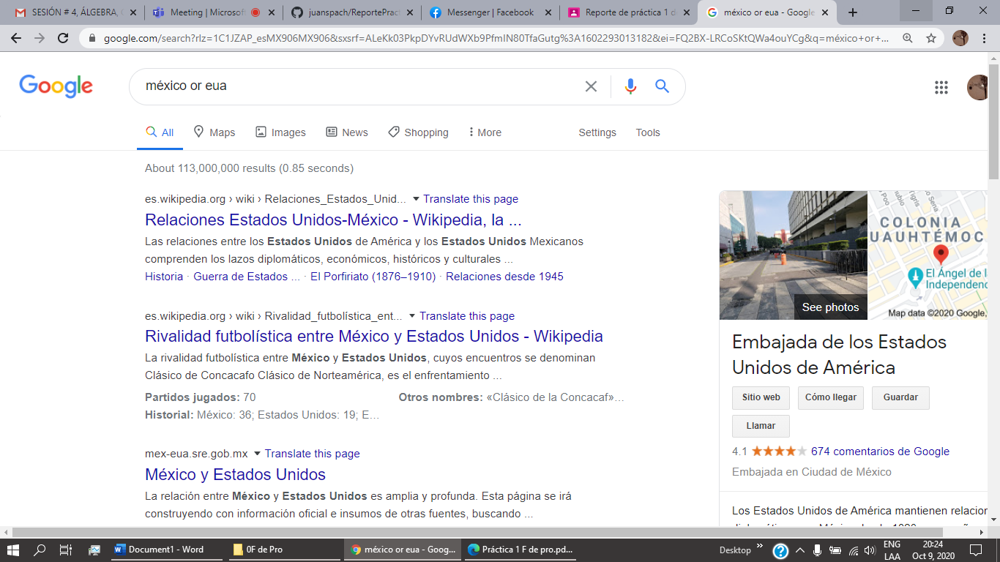 SESIÓN # 4, ÁLGEBRA,
Meeting | Microsoft
juanspach/ReportePract
Messenger | Facebook
Reporte de práctica 1 d
méxico or eua - Google
google.com/search?rlz=1C1JZAP_esMX906MX906&sxsrf=ALeKk03PkpDYvRUdWXb9PfmIN80TfaGutg%3A1602293013182&ei=FQ2BX-LRCoSKtQWa4ouYCg&q=méxico+or+...
Google
méxico or eua
All Maps Images News Shopping More Settings Tools
About 113,000,000 results (0.85 seconds)
es.wikipedia.org › wiki › Relaciones_Estados_Unid... Translate this page
Relaciones Estados Unidos-México - Wikipedia, la ...
Las relaciones entre los Estados Unidos de América y los Estados Unidos Mexicanos
comprenden los lazos diplomáticos, económicos, históricos y culturales ...
Historia · Guerra de Estados ... · El Porfiriato (1876–1910) · Relaciones desde 1945
es.wikipedia.org › wiki › Rivalidad_futbolística_ent... Translate this page
Rivalidad futbolística entre México y Estados Unidos - Wikipedia
La rivalidad futbolística entre México y Estados Unidos, cuyos encuentros se denominan
Clásico de Concacafo Clásico de Norteamérica, es el enfrentamiento ...
Partidos jugados: 70 Otros nombres: «Clásico de la Concacaf»...
Historial: México: 36; Estados Unidos: 19; E...
mex-eua.sre.gob.mx Translate this page
México y Estados Unidos
La relación entre México y Estados Unidos es amplia y profunda. Esta página se irá
construyendo con información oficial e insumos de otras fuentes, buscando ...
See photos
Tigris
COLONIA
UAUHTÉMOC
El Ángel de l
Independen
Map data ©2020 Google,
Embajada de los Estados
Unidos de América
Sitio web Cómo llegar Guardar
Llamar
4.1 674 comentarios de Google
Embajada en Ciudad de México
Los Estados Unidos de América mantienen relacion
Document1 - Word
0F de Pro
méxico or eua - Goog...
Práctica 1 F de pro.pd...
Desktop
ENG
LAA
20:24
Oct 9, 2020